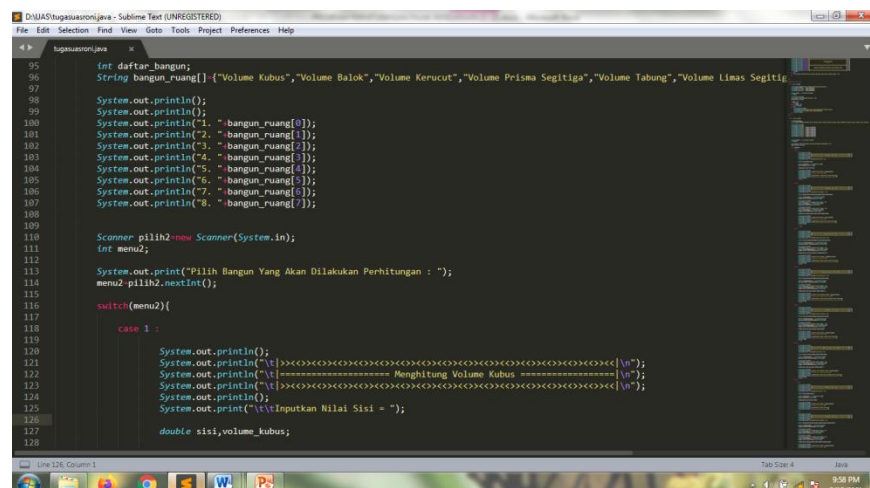 D:\UAS\tugasuasroni.java - Sublime Text (UNREGISTERED)
File Edit Selection Find View Goto Tools Project Preferences Help
tugasuasroni.java ×
95 int daftar_bangun;
96 String bangun_ruang[]={"Volume Kubus","Volume Balok","Volume Kerucut","Volume Prisma Segitiga","Volume Tabung","Volume Limas Segitig
97
98 System.out.println();
99 System.out.println();
100 System.out.println("1. "+bangun_ruang[0]);
101 System.out.println("2. "+bangun_ruang[1]);
102 System.out.println("3. "+bangun_ruang[2]);
103 System.out.println("4. "+bangun_ruang[3]);
104 System.out.println("5. "+bangun_ruang[4]);
105 System.out.println("6. "+bangun_ruang[5]);
106 System.out.println("7. "+bangun_ruang[6]);
107 System.out.println("8. "+bangun_ruang[7]);
108
109
110 Scanner pilih2=new Scanner(System.in);
111 int menu2;
112
113 System.out.print("Pilih Bangun Yang Akan Dilakukan Perhitungan : ");
114 menu2=pilih2.nextInt();
115
116 switch(menu2){
117
118 case 1 :
119
120 System.out.println();
121 System.out.println("\t|>><<>><<>><<>><<>><<>><<>><<>><<>><<>><<>><<>><<>><<>><<|\n");
122 System.out.println("\t|==================== Menghitung Volume Kubus =================|\n");
123 System.out.println("\t|>><<>><<>><<>><<>><<>><<>><<>><<>><<>><<>><<>><<>><<>><<|\n");
124 System.out.println();
125 System.out.print("\t\tInputkan Nilai Sisi = ");
126
127 double sisi,volume_kubus;
128
Line 126, Column 1 Tab Size: 4 Java
9:58 PM